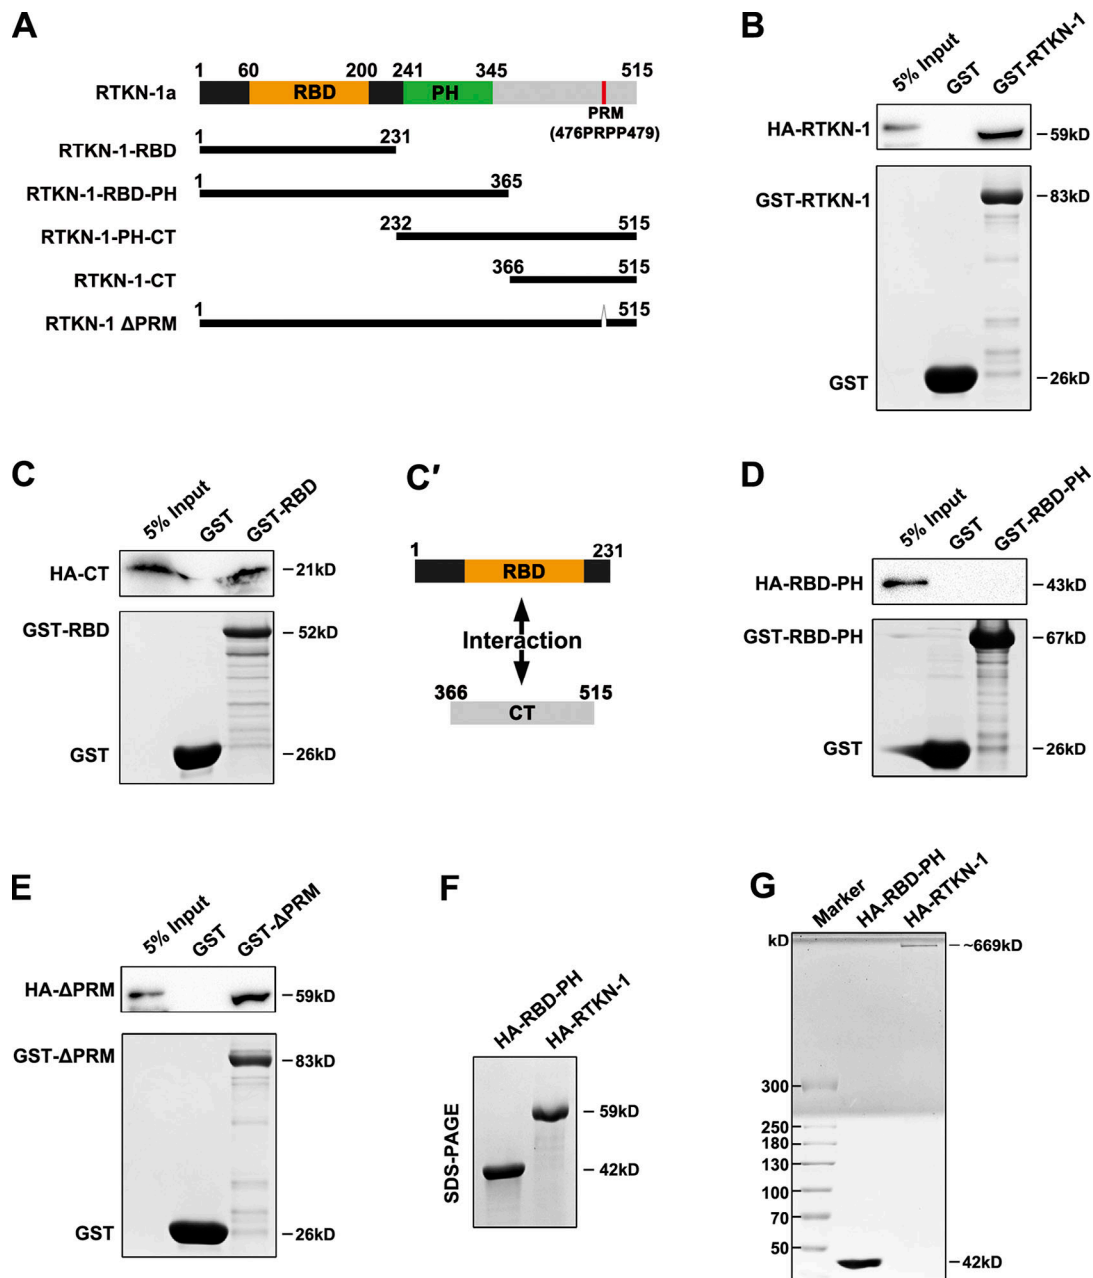 A
1 60 200 241 345 515
RTKN-1a RBD PH
PRM
(476PRPP479)
1 231
RTKN-1-RBD
1 365
RTKN-1-RBD-PH
232 515
RTKN-1-PH-CT
366 515
RTKN-1-CT
1 515
RTKN-1 ΔPRM
B
5% Input GST GST-RTKN-1
HA-RTKN-1 59kD
GST-RTKN-1 83kD
GST 26kD
C
5% Input GST GST-RBD
HA-CT 21kD
GST-RBD 52kD
GST 26kD
C′
1 231
RBD
Interaction
366 515
CT
D
5% Input GST GST-RBD-PH
HA-RBD-PH 43kD
GST-RBD-PH 67kD
GST 26kD
E
5% Input GST GST-ΔPRM
HA-ΔPRM 59kD
GST-ΔPRM 83kD
GST 26kD
F
HA-RBD-PH HA-RTKN-1
SDS-PAGE
59kD
42kD
G
Marker HA-RBD-PH HA-RTKN-1
kD ~669kD
300
250
180
130
100
70
50
42kD